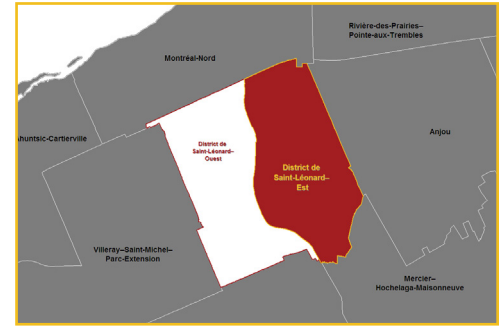 Rivière-des-Prairies–
Pointe-aux-Trembles
Montréal-Nord
Ahuntsic-Cartierville
Anjou
District de
Saint-Léonard–
Ouest
District de
Saint-Léonard–
Est
Villeray–Saint-Michel–
Parc-Extension
Mercier–
Hochelaga-Maisonneuve